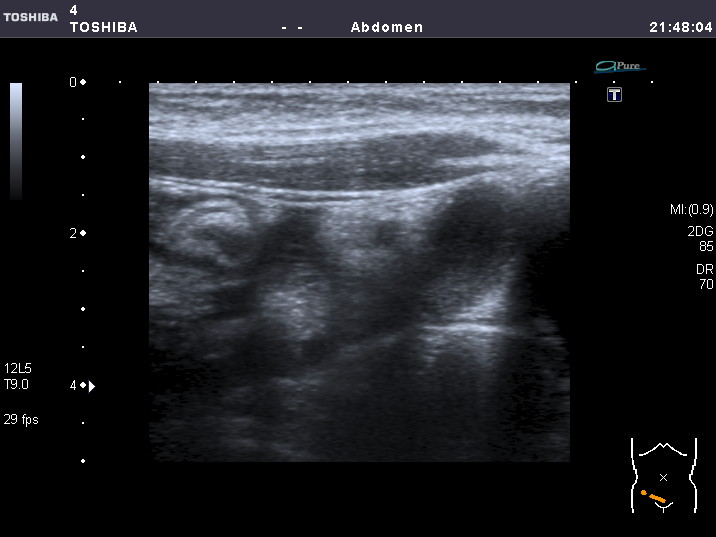 TOSHIBA
4
TOSHIBA - - Abdomen 21:48:04
Pure
T
0
2
4
MI:(0.9)
2DG
85
DR
70
12L5
T9.0
29 fps